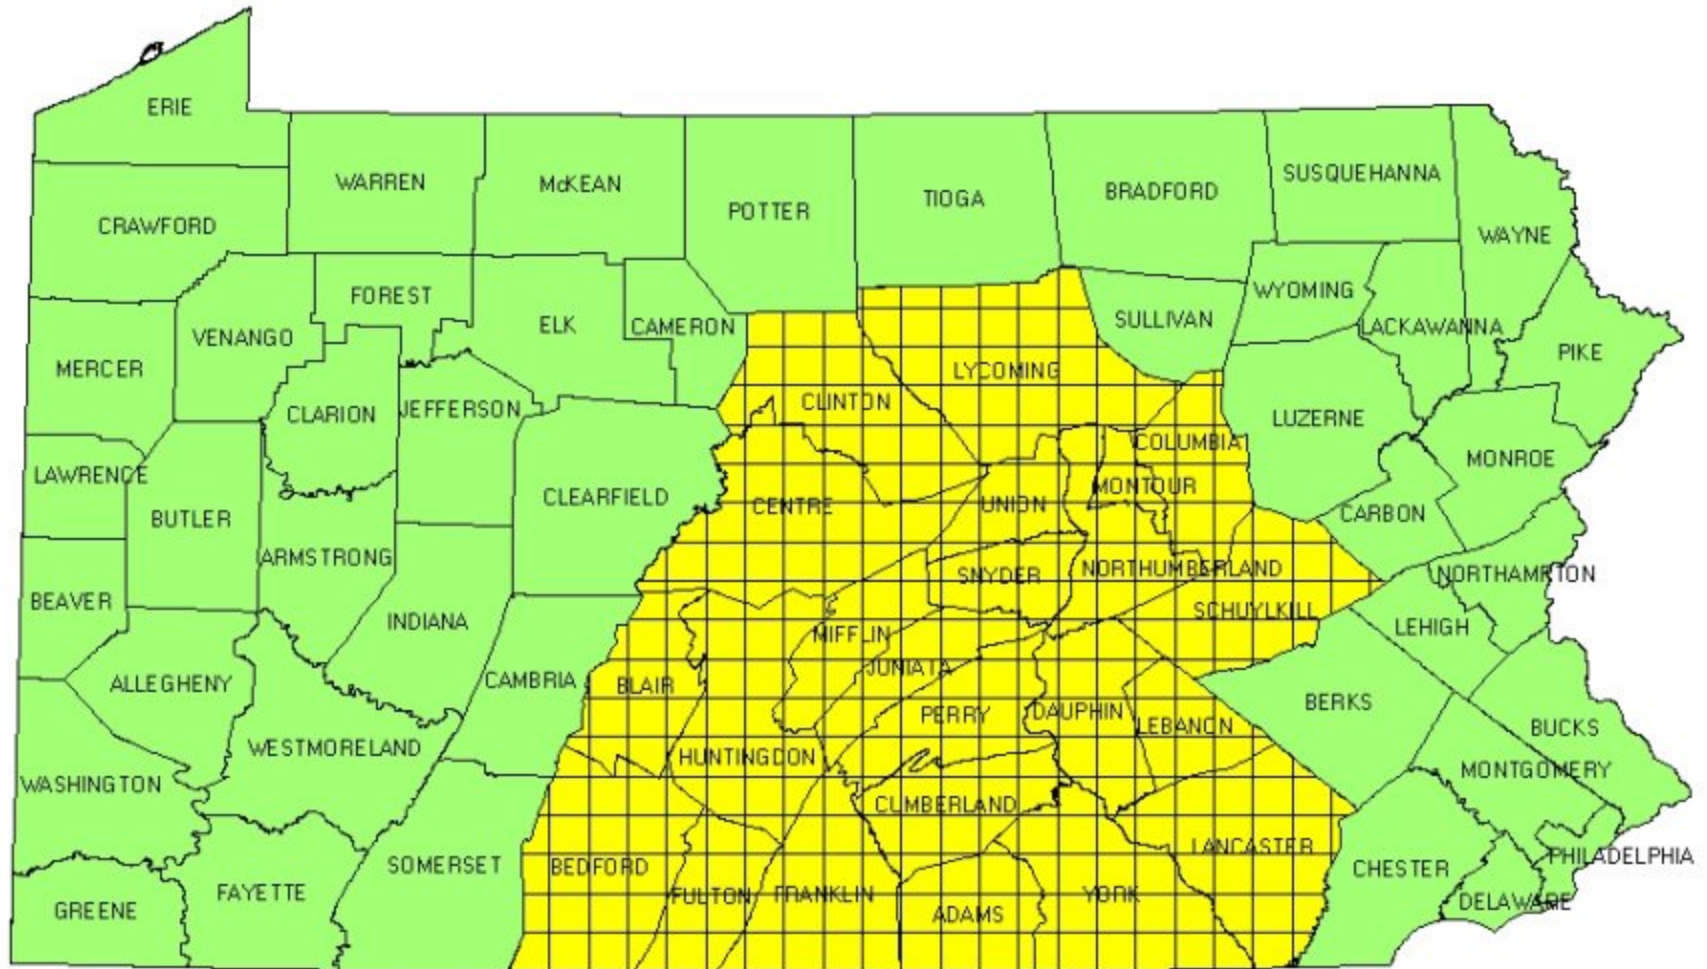 ERIE
CRAWFORD
WARREN
McKEAN
POTTER
TIOGA
BRADFORD
SUSQUEHANNA
WAYNE
MERCER
VENANGO
FOREST
ELK
CAMERON
SULLIVAN
WYOMING
LACKAWANNA
PIKE
CLARION
JEFFERSON
CLINTON
LYCOMING
COLUMBIA
LUZERNE
MONROE
LAWRENCE
BUTLER
CLEARFIELD
CENTRE
UNION
MONTOUR
CARBON
ARMSTRONG
SNYDER
NORTHUMBERLAND
NORTHAMPTON
BEAVER
INDIANA
MIFFLIN
SCHUYLKILL
LEHIGH
ALLEGHENY
CAMBRIA
BLAIR
JUNIATA
BERKS
WESTMORELAND
HUNTINGDON
PERRY
DAUPHIN
LEBANON
BUCKS
WASHINGTON
CUMBERLAND
MONTGOMERY
SOMERSET
BEDFORD
LANCASTER
CHESTER
PHILADELPHIA
GREENE
FAYETTE
FULTON
FRANKLIN
ADAMS
YORK
DELAWARE